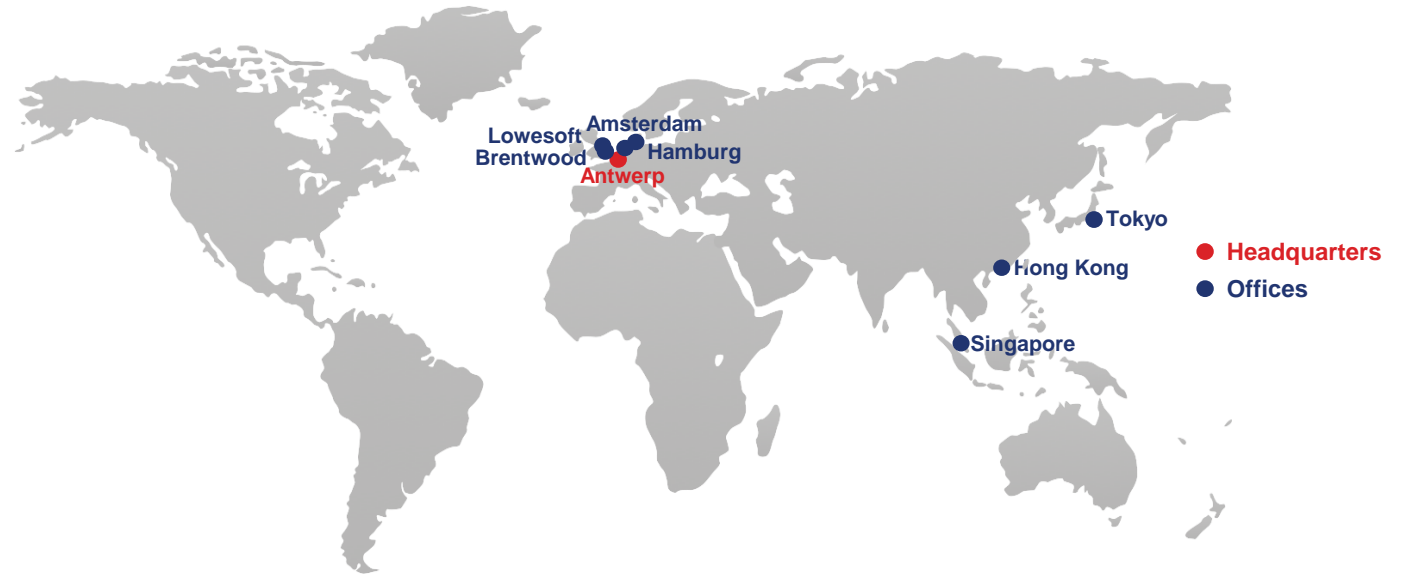 Amsterdam
Lowesoft
Brentwood
Hamburg
Antwerp
Tokyo
Headquarters
Hong Kong
Offices
Singapore